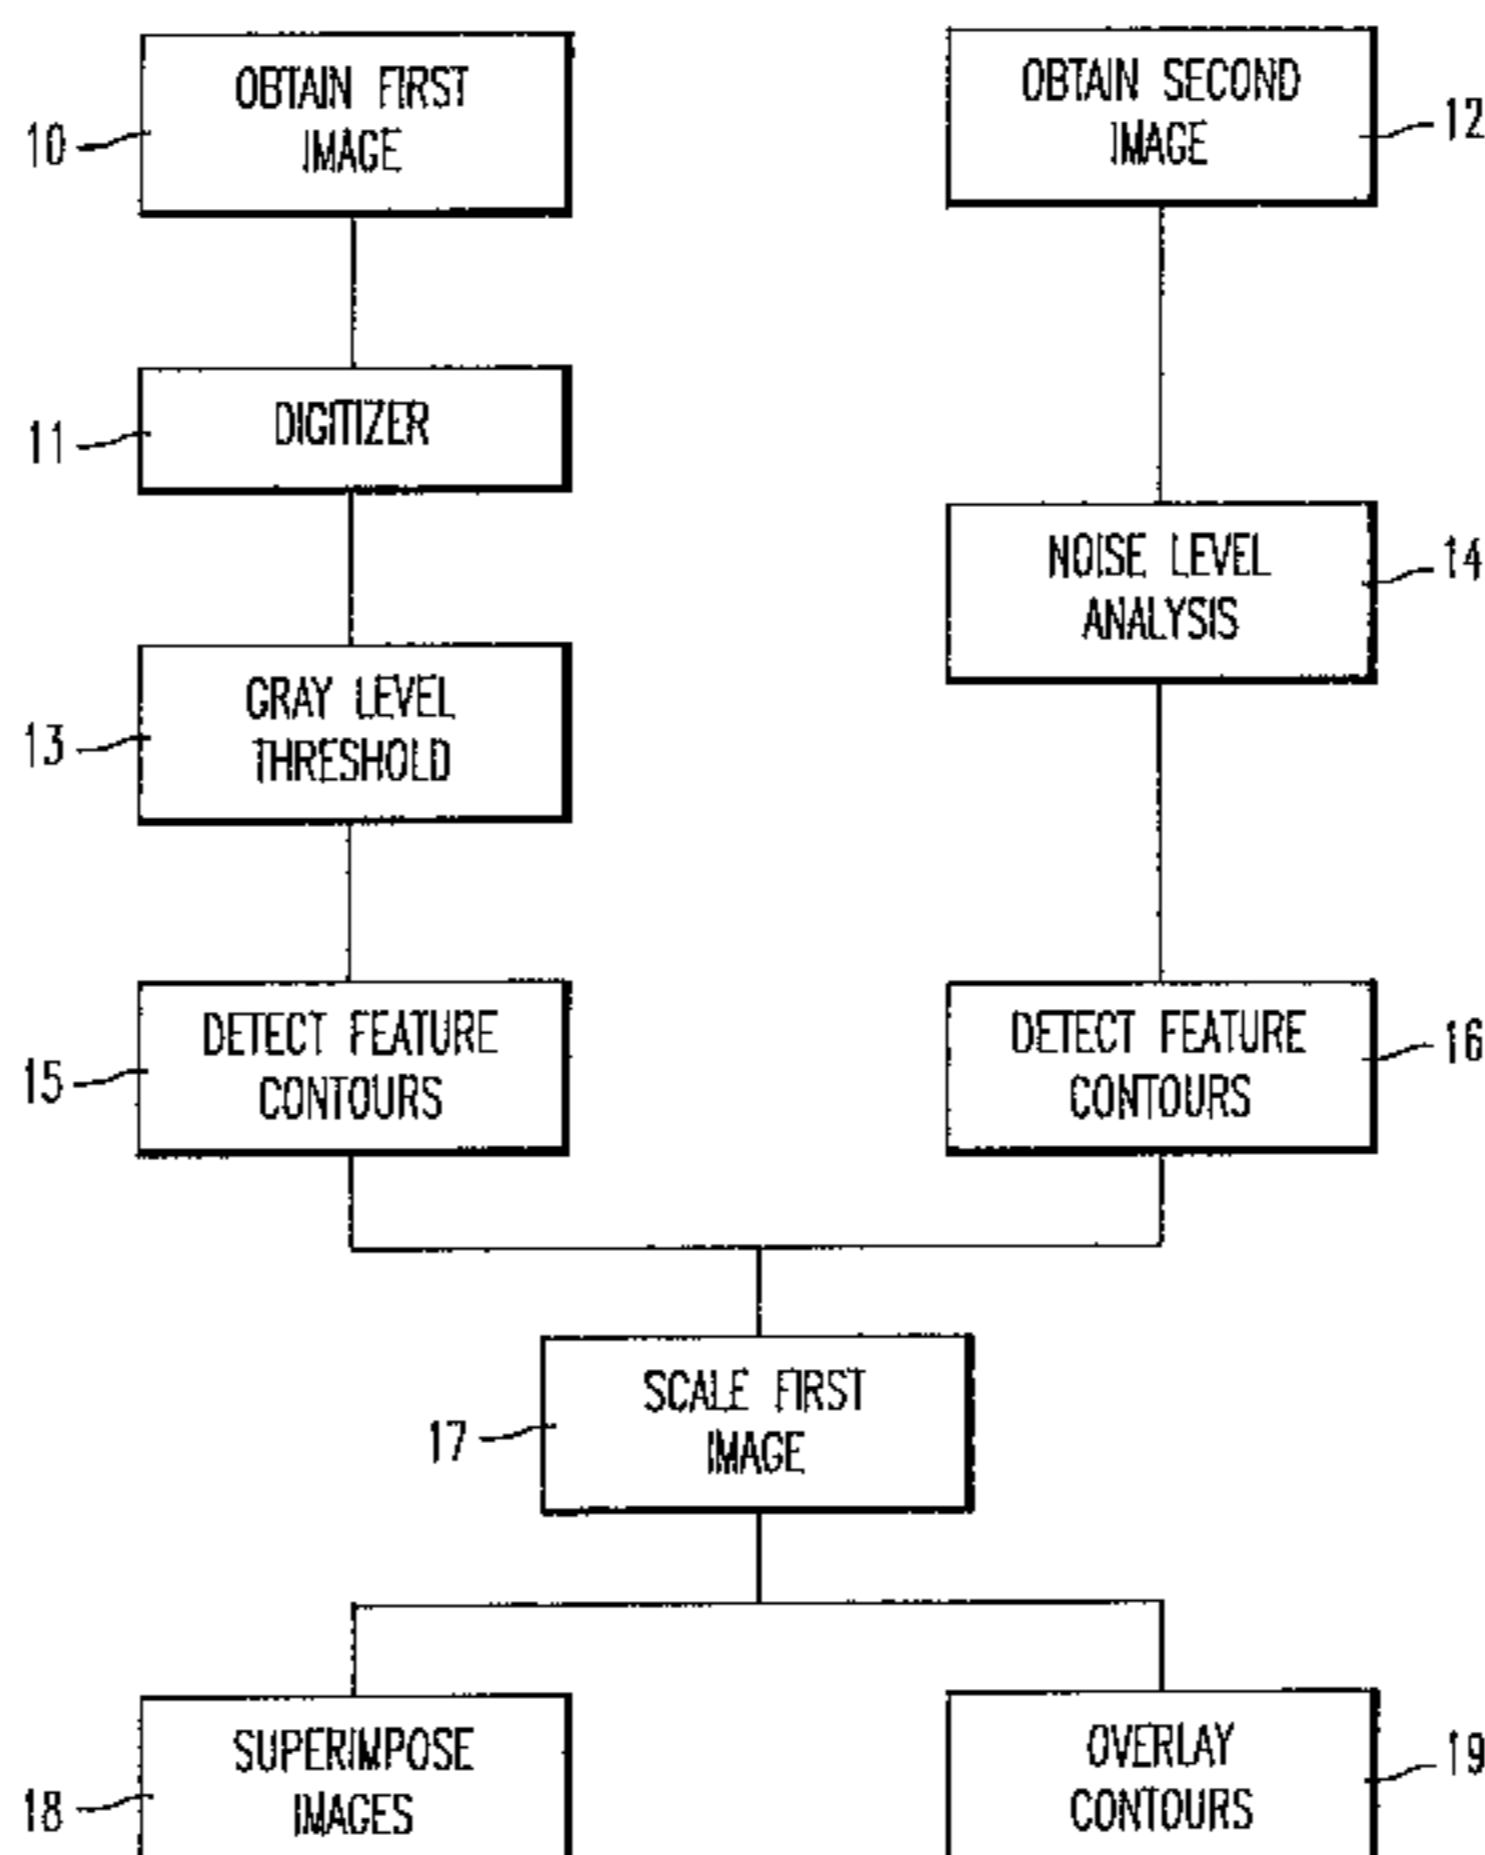 OBTAIN FIRST
IMAGE
10
OBTAIN SECOND
IMAGE
12
DIGITIZER
11
NOISE LEVEL
ANALYSIS
14
GRAY LEVEL
THRESHOLD
13
DETECT FEATURE
CONTOURS
15
DETECT FEATURE
CONTOURS
16
SCALE FIRST
IMAGE
17
SUPERIMPOSE
IMAGES
18
OVERLAY
CONTOURS
19